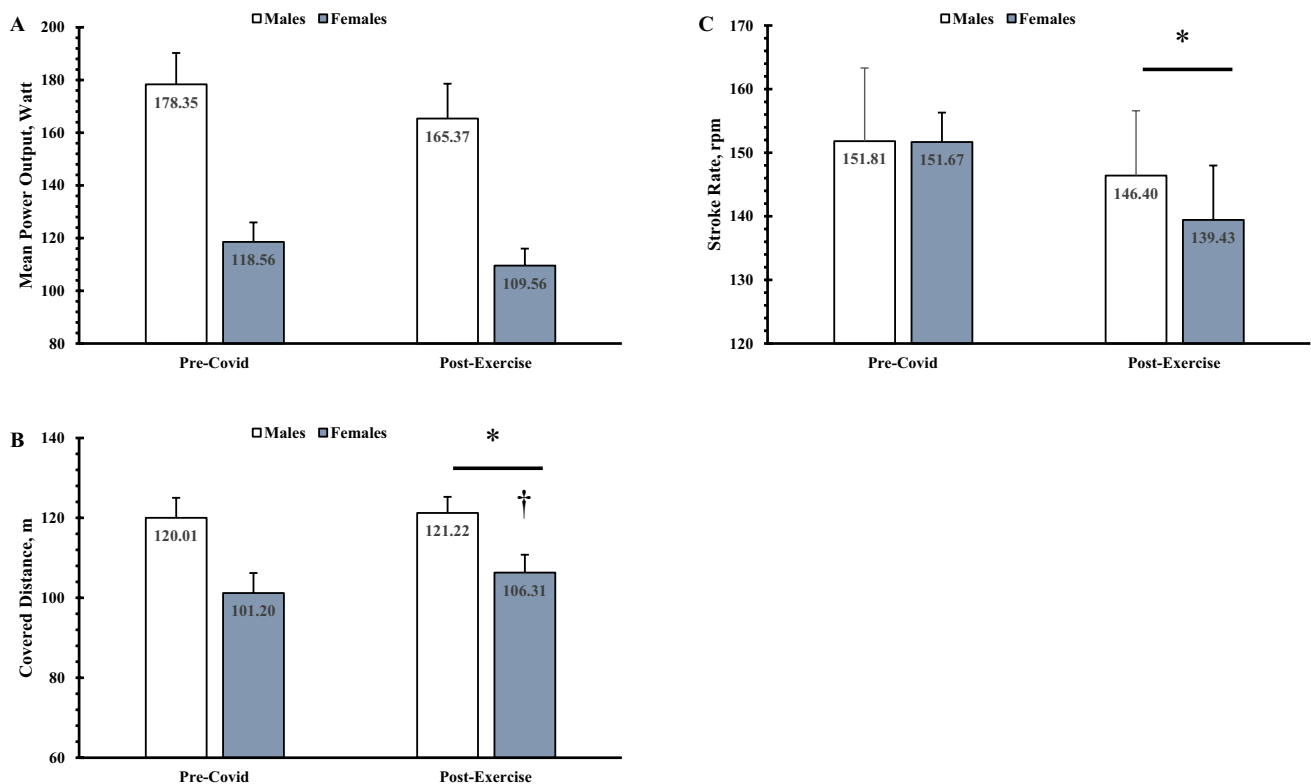 A
Males Females
Mean Power Output, Watt
200
180
160
140
120
100
80
178.35
118.56
165.37
109.56
Pre-Covid Post-Exercise
B
Males Females
*
†
Covered Distance, m
140
120
100
80
60
120.01
101.20
121.22
106.31
Pre-Covid Post-Exercise
C
Males Females
*
Stroke Rate, rpm
170
160
150
140
130
120
151.81
151.67
146.40
139.43
Pre-Covid Post-Exercise